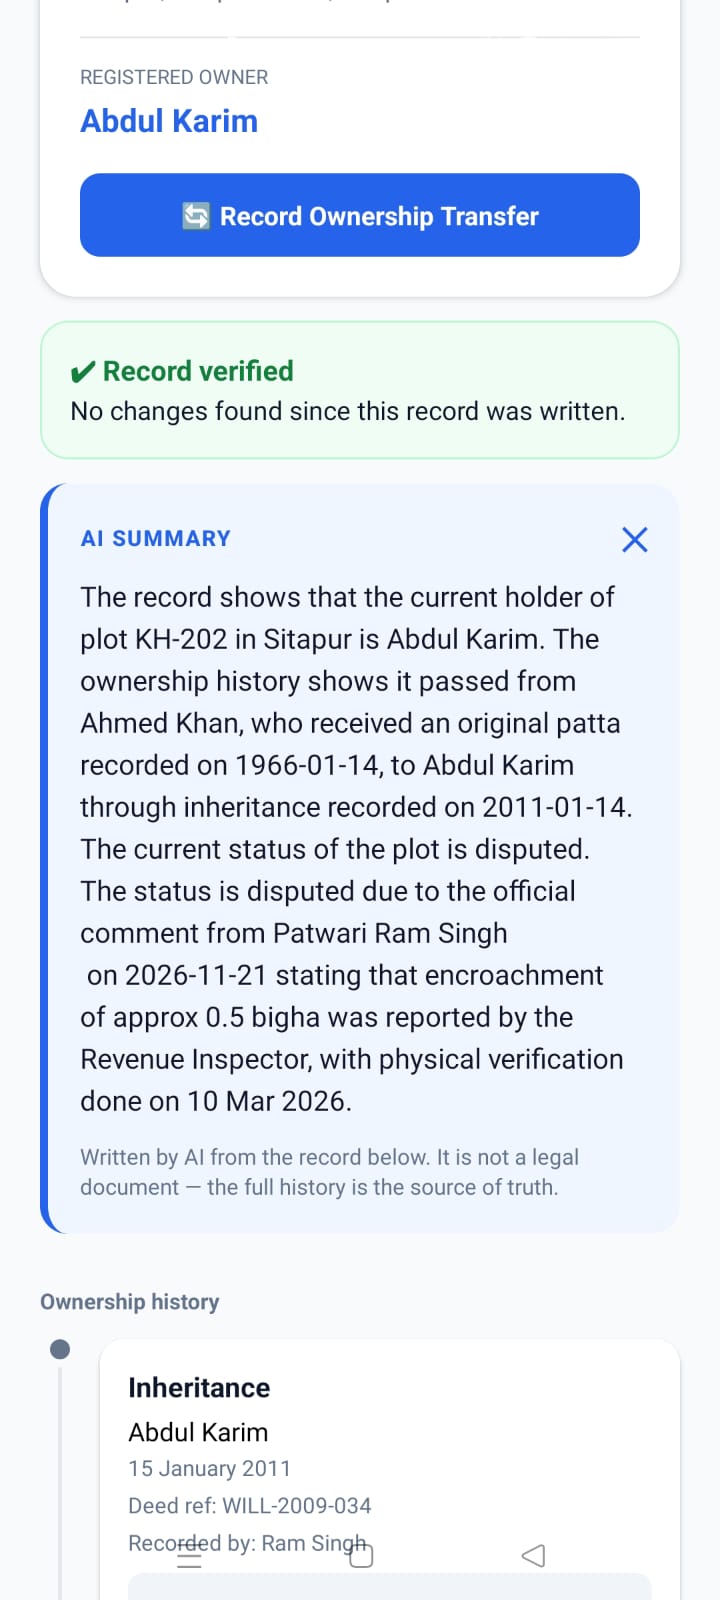 REGISTERED OWNER
Abdul Karim
Record Ownership Transfer
✔ Record verified
No changes found since this record was written.
AI SUMMARY
The record shows that the current holder of
plot KH-202 in Sitapur is Abdul Karim. The
ownership history shows it passed from
Ahmed Khan, who received an original patta
recorded on 1966-01-14, to Abdul Karim
through inheritance recorded on 2011-01-14.
The current status of the plot is disputed.
The status is disputed due to the official
comment from Patwari Ram Singh
on 2026-11-21 stating that encroachment
of approx 0.5 bigha was reported by the
Revenue Inspector, with physical verification
done on 10 Mar 2026.
Written by AI from the record below. It is not a legal
document — the full history is the source of truth.
Ownership history
Inheritance
Abdul Karim
15 January 2011
Deed ref: WILL-2009-034
Recorded by: Ram Singh